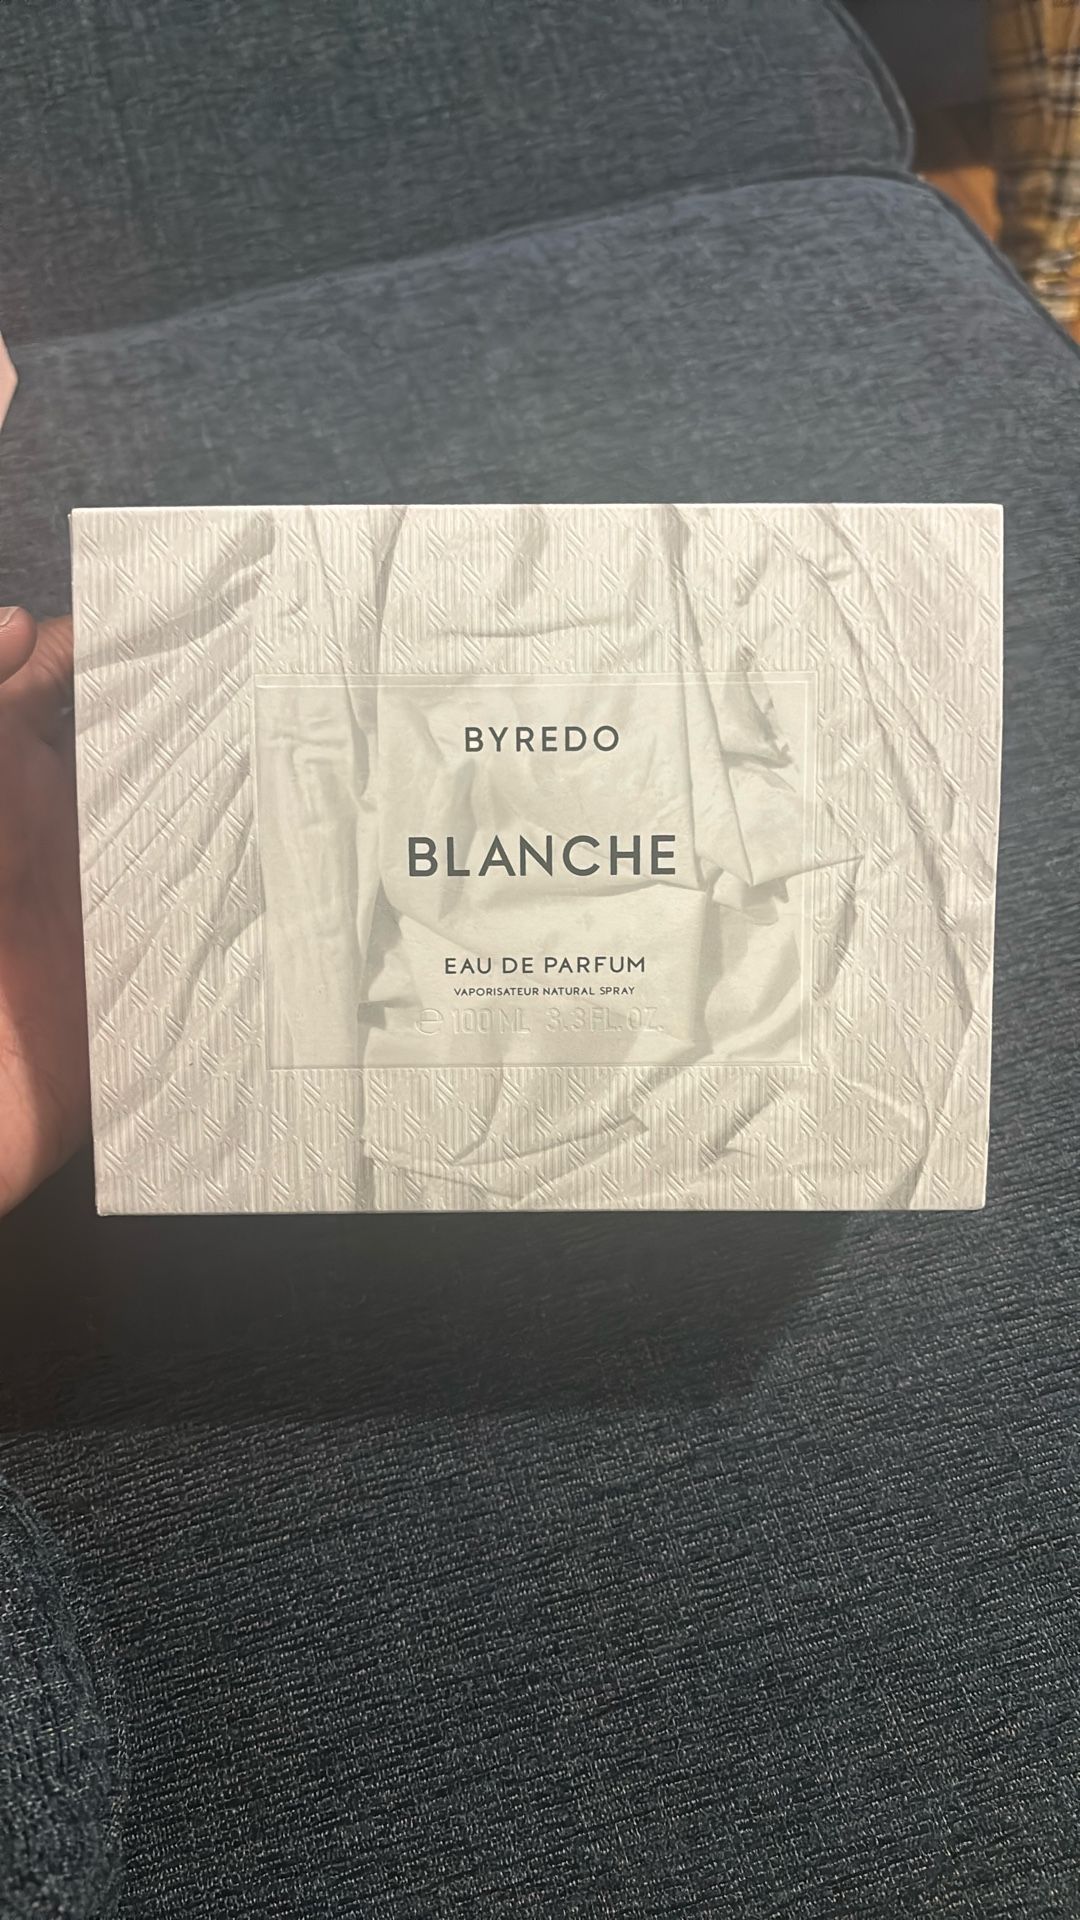 BYREDO
BLANCHE
EAU DE PARFUM
VAPORISATEUR NATURAL SPRAY
℮ 100 ML 3.3 FL. OZ.